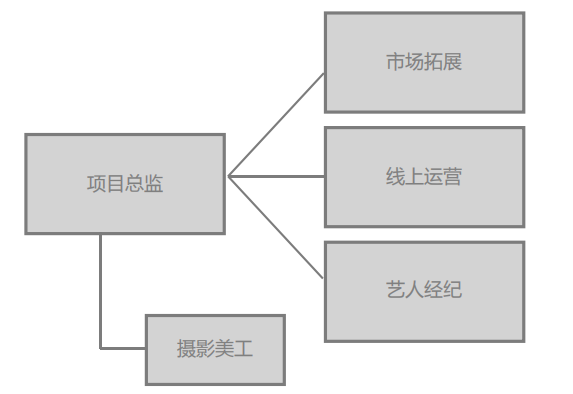 市场拓展
项目总监
线上运营
艺人经纪
摄影美工